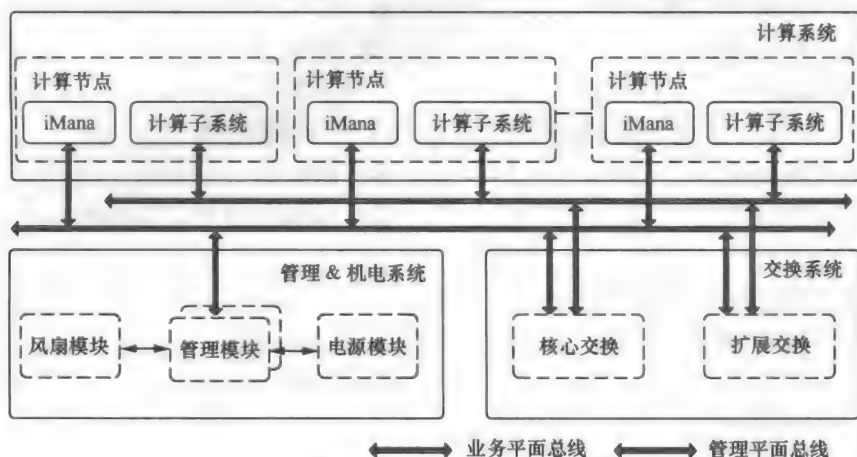 计算系统
计算节点 计算节点 计算节点
iMana 计算子系统 iMana 计算子系统 iMana 计算子系统
管理 & 机电系统 交换系统
风扇模块 管理模块 电源模块 核心交换 扩展交换
业务平面总线 管理平面总线